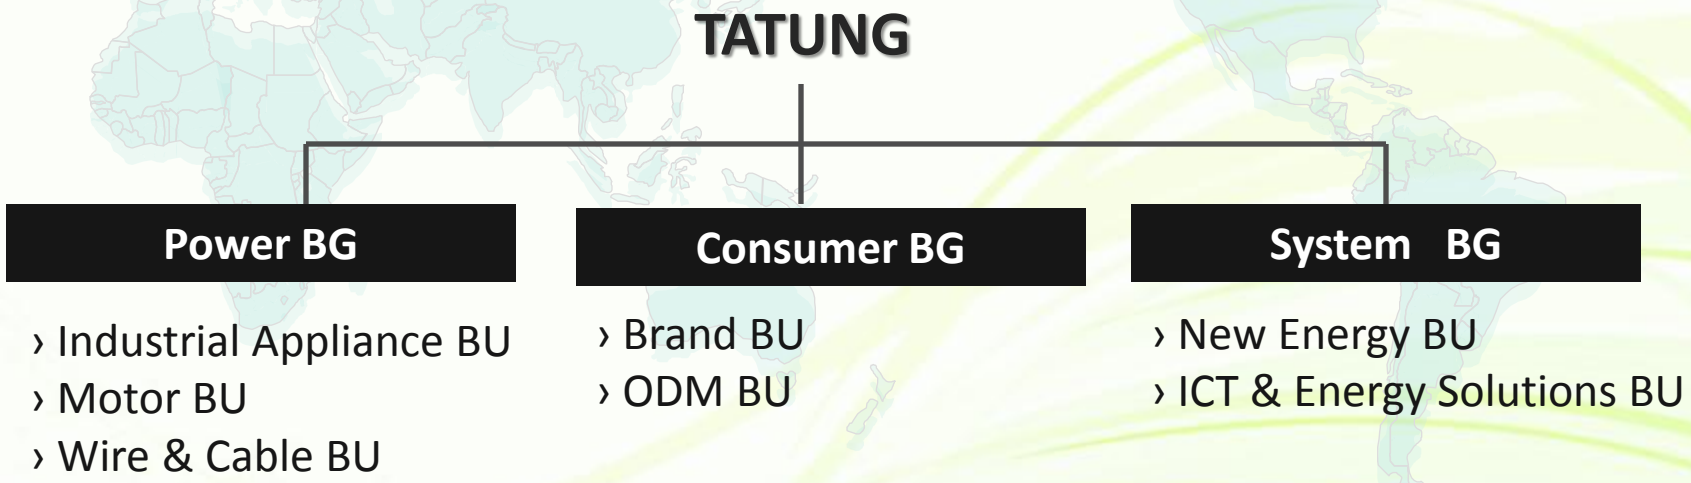 TATUNG
Power BG
› Industrial Appliance BU
› Motor BU
› Wire & Cable BU
Consumer BG
› Brand BU
› ODM BU
System BG
› New Energy BU
› ICT & Energy Solutions BU